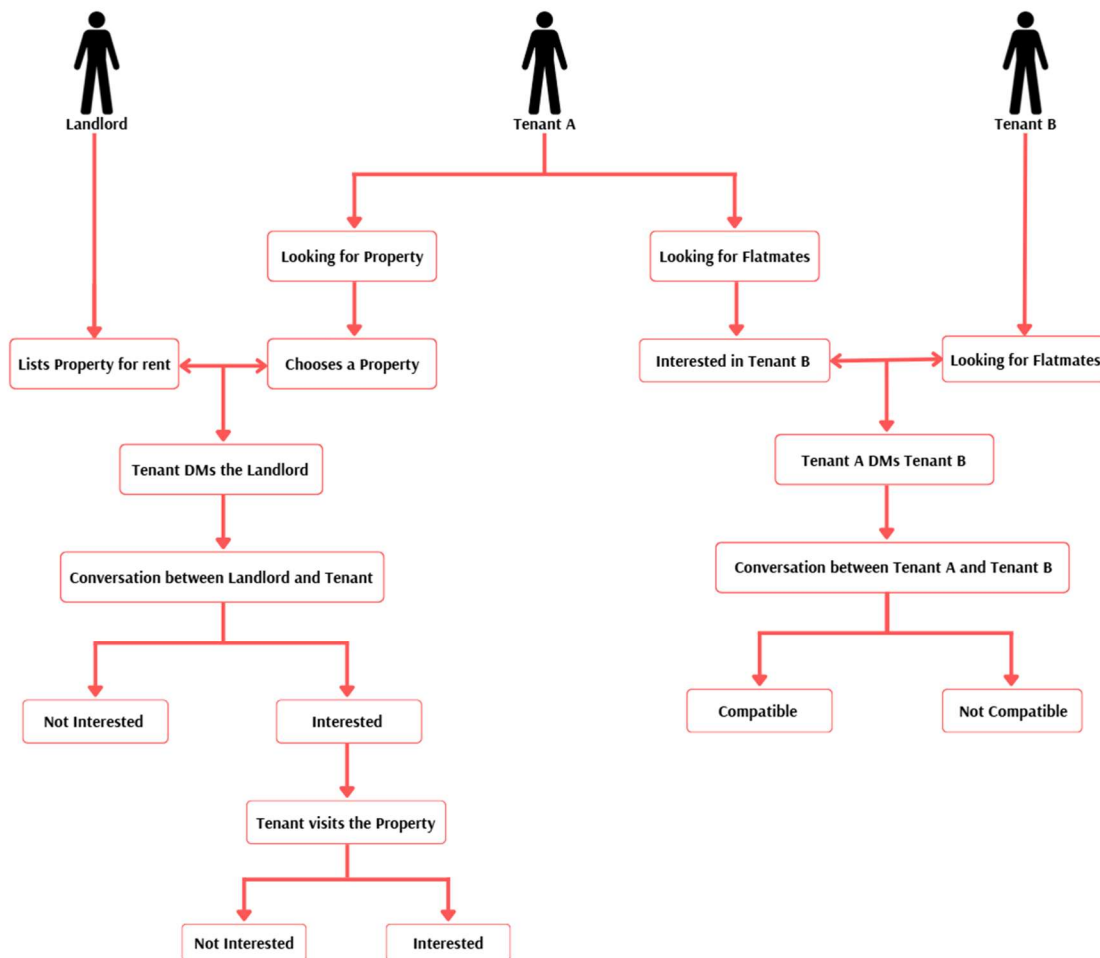 Landlord
Tenant A
Tenant B
Looking for Property
Looking for Flatmates
Lists Property for rent
Chooses a Property
Interested in Tenant B
Looking for Flatmates
Tenant DMs the Landlord
Tenant A DMs Tenant B
Conversation between Landlord and Tenant
Conversation between Tenant A and Tenant B
Not Interested
Interested
Compatible
Not Compatible
Tenant visits the Property
Not Interested
Interested